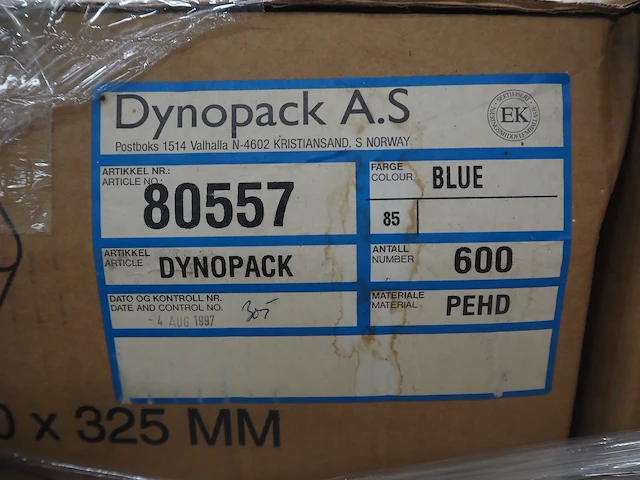 Dynopack A.S
Postboks 1514 Valhalla N-4602 KRISTIANSAND. S NORWAY
EK
ARTIKKEL NR.:
ARTICLE NO.:
80557
FARGE
COLOUR
BLUE
85
ARTIKKEL
ARTICLE
DYNOPACK
ANTALL
NUMBER
600
DATO OG KONTROLL NR.
DATE AND CONTROL NO.
- 4 AUG 1997
MATERIALE
MATERIAL
PEHD
0 x 325 MM